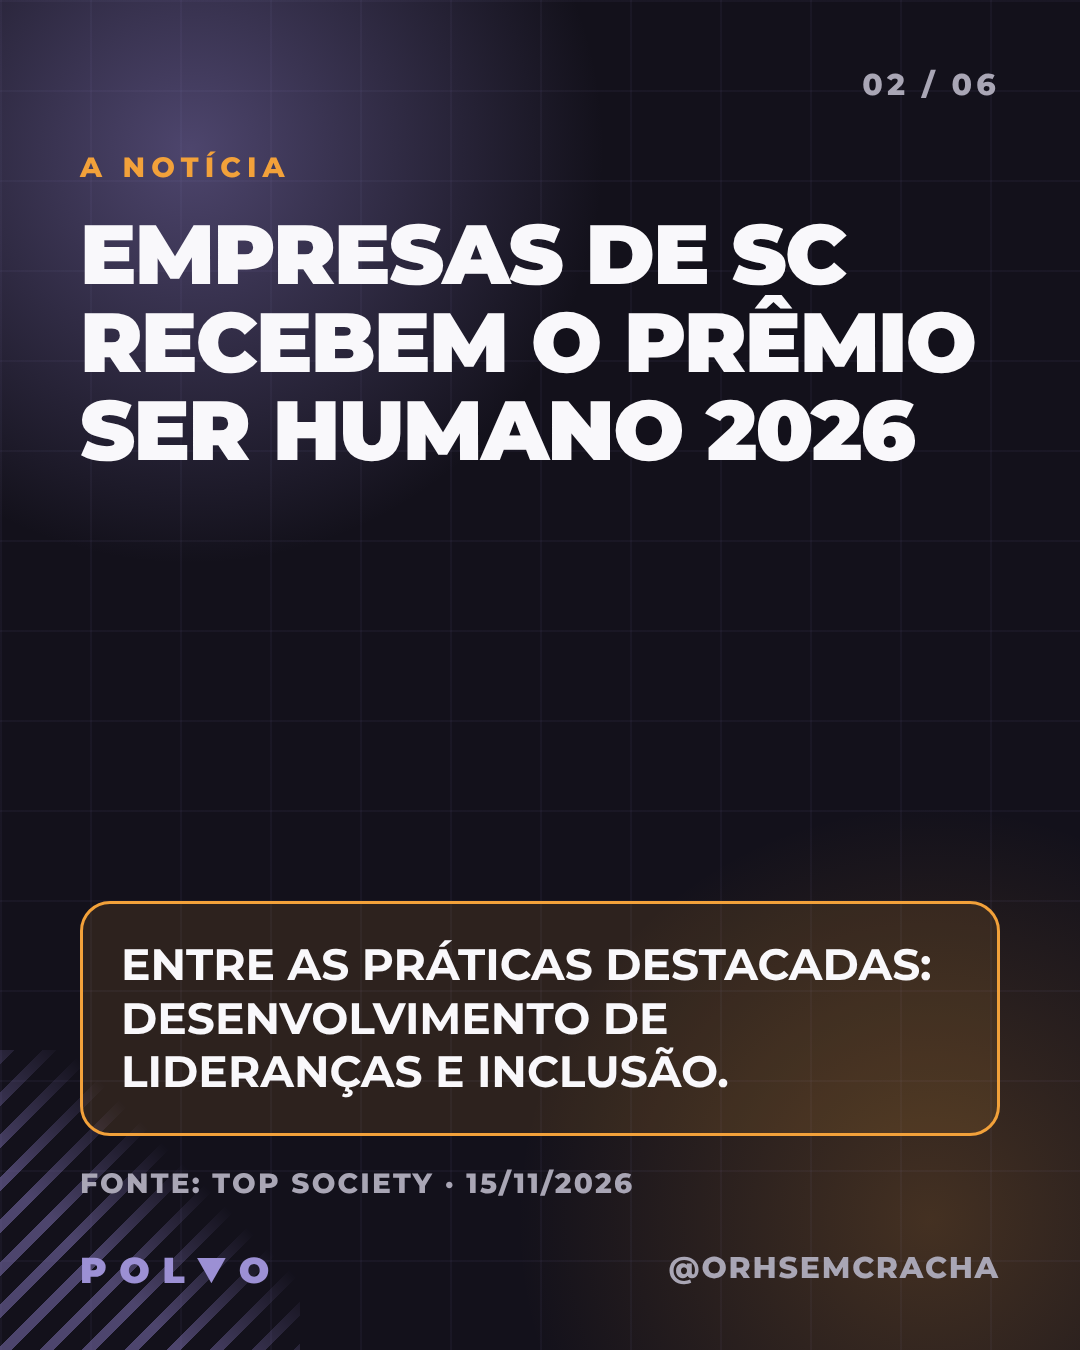 02 / 06
A NOTÍCIA
EMPRESAS DE SC
RECEBEM O PRÊMIO
SER HUMANO 2026
ENTRE AS PRÁTICAS DESTACADAS:
DESENVOLVIMENTO DE
LIDERANÇAS E INCLUSÃO.
FONTE: TOP SOCIETY · 15/11/2026
POL▼O
@ORHSEMCRACHA